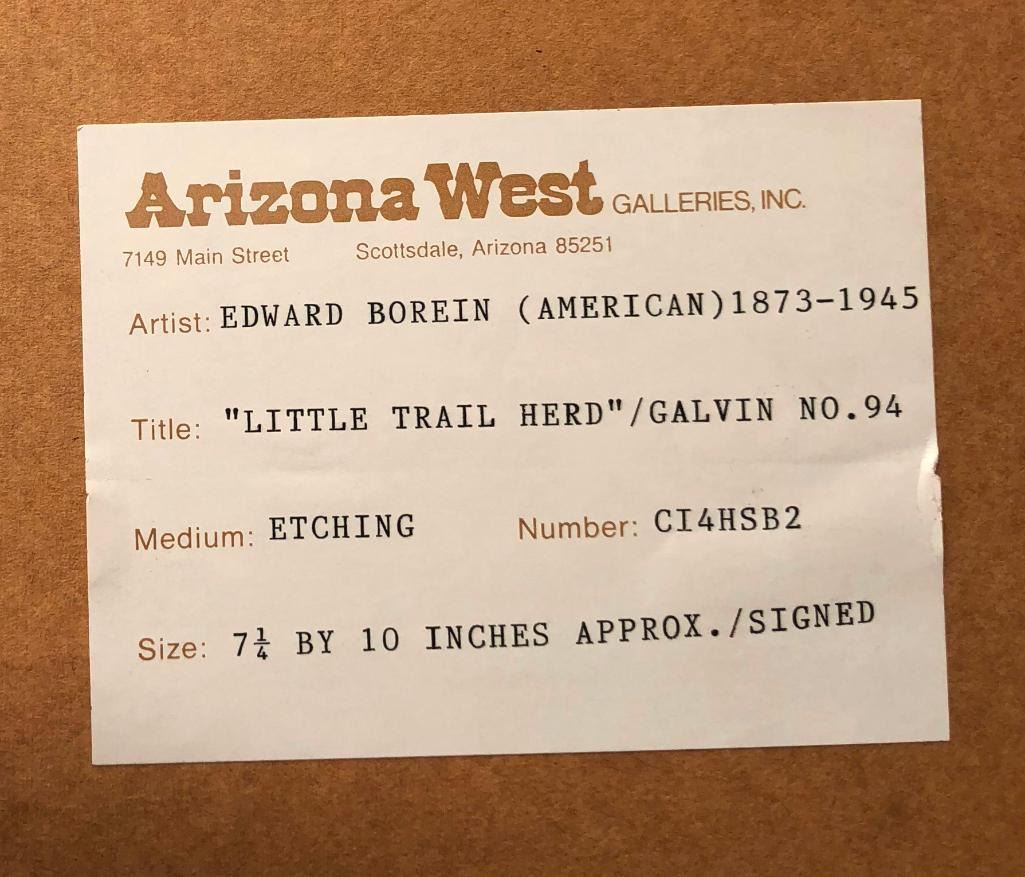 Arizona West GALLERIES, INC.
7149 Main Street Scottsdale, Arizona 85251
Artist: EDWARD BOREIN (AMERICAN)1873-1945
Title: "LITTLE TRAIL HERD"/GALVIN NO.94
Medium: ETCHING Number: CI4HSB2
Size: 7¼ BY 10 INCHES APPROX./SIGNED